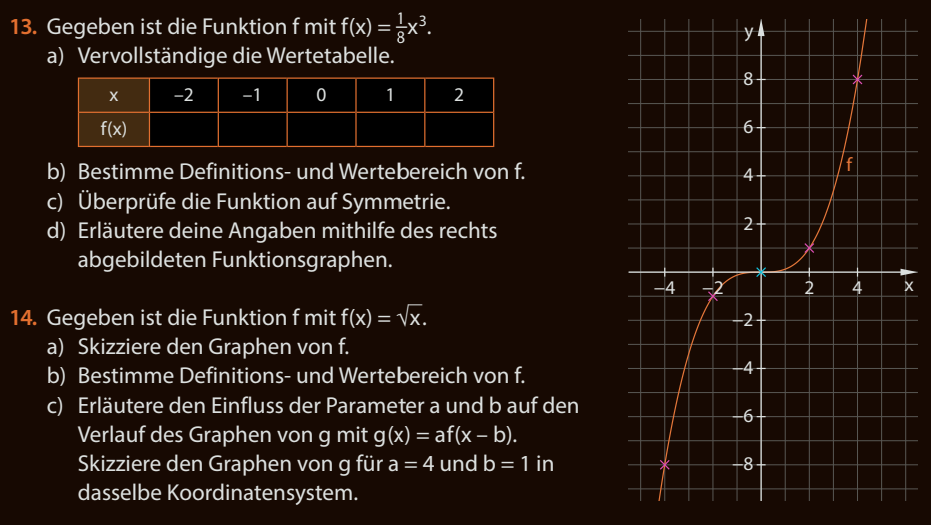 13. Gegeben ist die Funktion f mit f(x) = 1/8 x³.
a) Vervollständige die Wertetabelle.
x –2 –1 0 1 2
f(x)
b) Bestimme Definitions- und Wertebereich von f.
c) Überprüfe die Funktion auf Symmetrie.
d) Erläutere deine Angaben mithilfe des rechts
abgebildeten Funktionsgraphen.
14. Gegeben ist die Funktion f mit f(x) = √x.
a) Skizziere den Graphen von f.
b) Bestimme Definitions- und Wertebereich von f.
c) Erläutere den Einfluss der Parameter a und b auf den
Verlauf des Graphen von g mit g(x) = af(x – b).
Skizziere den Graphen von g für a = 4 und b = 1 in
dasselbe Koordinatensystem.
y
8
6
4
f
2
–4 –2 2 4 x
–2
–4
–6
–8